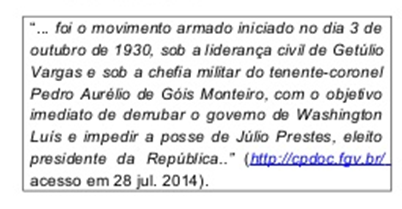 "... foi o movimento armado iniciado no dia 3 de
outubro de 1930, sob a liderança civil de Getúlio
Vargas e sob a chefia militar do tenente-coronel
Pedro Aurélio de Góis Monteiro, com o objetivo
imediato de derrubar o governo de Washington
Luís e impedir a posse de Júlio Prestes, eleito
presidente da República.." (http://cpdoc.fgv.br/
acesso em 28 jul. 2014).